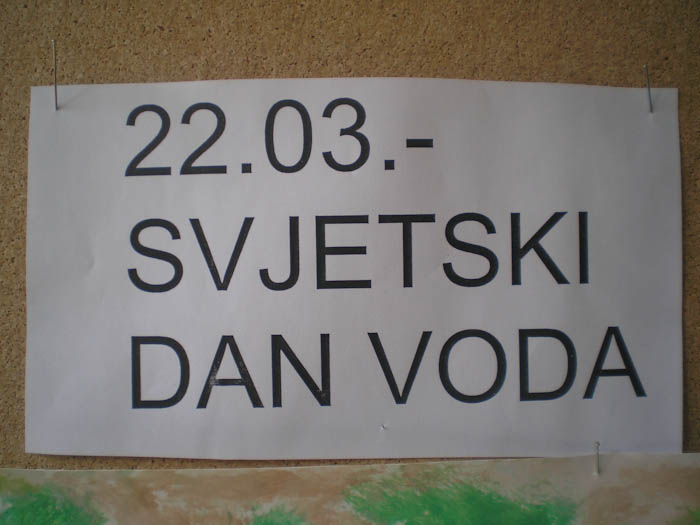 22.03.-
SVJETSKI
DAN VODA